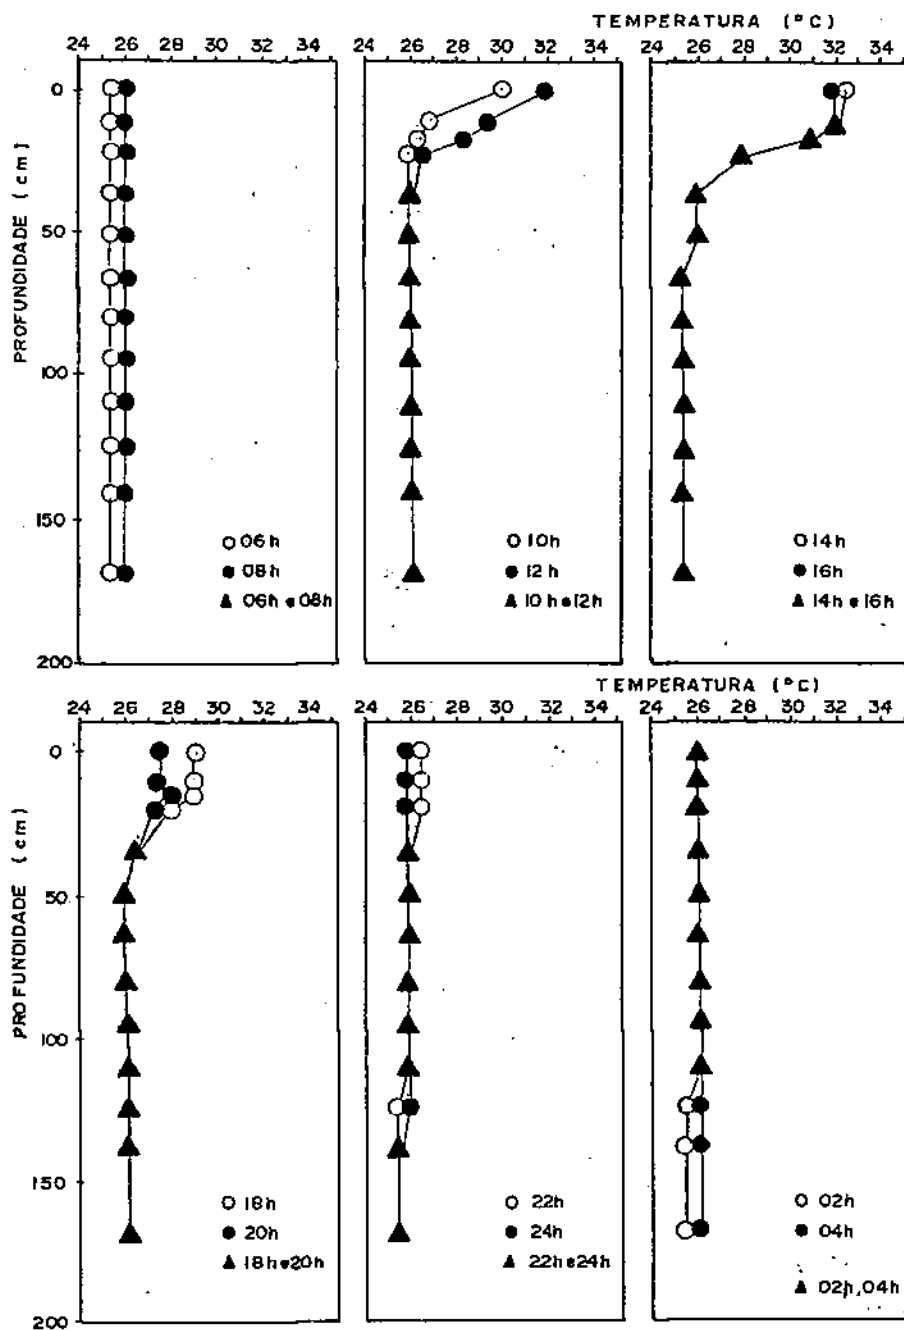 TEMPERATURA (°C)
24 26 28 30 32 34 24 26 28 30 32 34 24 26 28 30 32 34
0
50
100
150
200
PROFUNDIDADE (cm)
06h
08h
06h e 08h
10h
12h
10h e 12h
14h
16h
14h e 16h
TEMPERATURA (°C)
24 26 28 30 32 34 24 26 28 30 32 34 24 26 28 30 32 34
0
50
100
150
200
PROFUNDIDADE (cm)
18h
20h
18h e 20h
22h
24h
22h e 24h
02h
04h
02h,04h